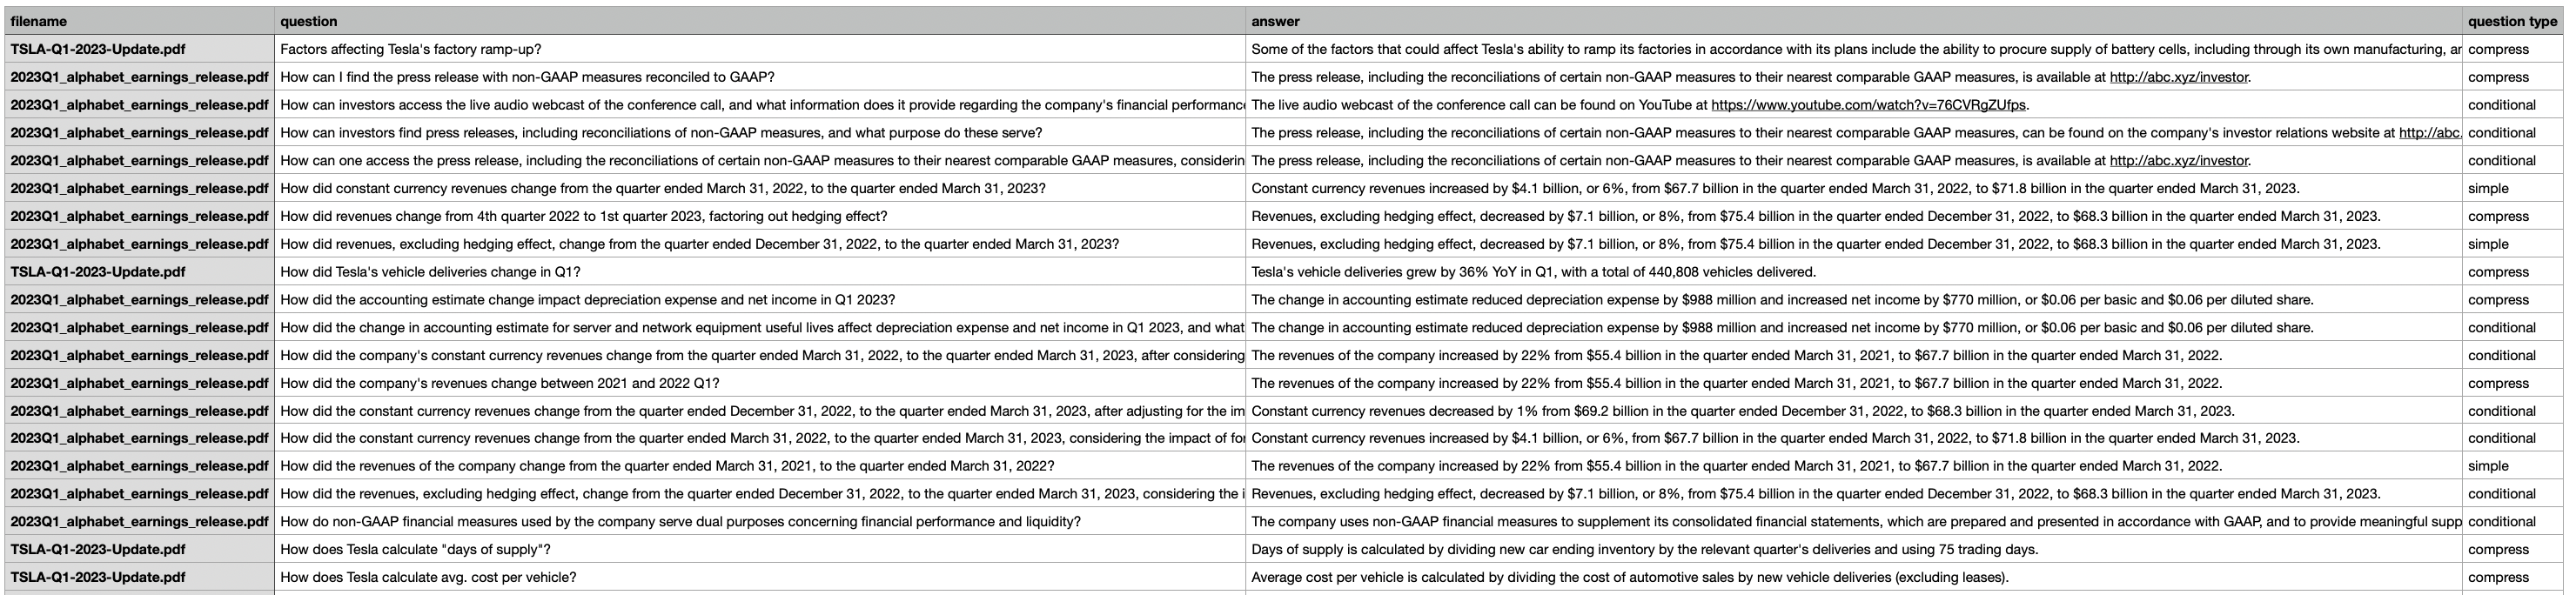 filename question answer question type
TSLA-Q1-2023-Update.pdf Factors affecting Tesla's factory ramp-up? Some of the factors that could affect Tesla's ability to ramp its factories in accordance with its plans include the ability to procure supply of battery cells, including through its own manufacturing, ar compress
2023Q1_alphabet_earnings_release.pdf How can I find the press release with non-GAAP measures reconciled to GAAP? The press release, including the reconciliations of certain non-GAAP measures to their nearest comparable GAAP measures, is available at http://abc.xyz/investor. compress
2023Q1_alphabet_earnings_release.pdf How can investors access the live audio webcast of the conference call, and what information does it provide regarding the company's financial performance The live audio webcast of the conference call can be found on YouTube at https://www.youtube.com/watch?v=76CVRgZUfps. conditional
2023Q1_alphabet_earnings_release.pdf How can investors find press releases, including reconciliations of non-GAAP measures, and what purpose do these serve? The press release, including the reconciliations of certain non-GAAP measures to their nearest comparable GAAP measures, can be found on the company's investor relations website at http://abc. conditional
2023Q1_alphabet_earnings_release.pdf How can one access the press release, including the reconciliations of certain non-GAAP measures to their nearest comparable GAAP measures, considerin The press release, including the reconciliations of certain non-GAAP measures to their nearest comparable GAAP measures, is available at http://abc.xyz/investor. conditional
2023Q1_alphabet_earnings_release.pdf How did constant currency revenues change from the quarter ended March 31, 2022, to the quarter ended March 31, 2023? Constant currency revenues increased by $4.1 billion, or 6%, from $67.7 billion in the quarter ended March 31, 2022, to $71.8 billion in the quarter ended March 31, 2023. simple
2023Q1_alphabet_earnings_release.pdf How did revenues change from 4th quarter 2022 to 1st quarter 2023, factoring out hedging effect? Revenues, excluding hedging effect, decreased by $7.1 billion, or 8%, from $75.4 billion in the quarter ended December 31, 2022, to $68.3 billion in the quarter ended March 31, 2023. compress
2023Q1_alphabet_earnings_release.pdf How did revenues, excluding hedging effect, change from the quarter ended December 31, 2022, to the quarter ended March 31, 2023? Revenues, excluding hedging effect, decreased by $7.1 billion, or 8%, from $75.4 billion in the quarter ended December 31, 2022, to $68.3 billion in the quarter ended March 31, 2023. simple
TSLA-Q1-2023-Update.pdf How did Tesla's vehicle deliveries change in Q1? Tesla's vehicle deliveries grew by 36% YoY in Q1, with a total of 440,808 vehicles delivered. compress
2023Q1_alphabet_earnings_release.pdf How did the accounting estimate change impact depreciation expense and net income in Q1 2023? The change in accounting estimate reduced depreciation expense by $988 million and increased net income by $770 million, or $0.06 per basic and $0.06 per diluted share. compress
2023Q1_alphabet_earnings_release.pdf How did the change in accounting estimate for server and network equipment useful lives affect depreciation expense and net income in Q1 2023, and what The change in accounting estimate reduced depreciation expense by $988 million and increased net income by $770 million, or $0.06 per basic and $0.06 per diluted share. conditional
2023Q1_alphabet_earnings_release.pdf How did the company's constant currency revenues change from the quarter ended March 31, 2022, to the quarter ended March 31, 2023, after considering The revenues of the company increased by 22% from $55.4 billion in the quarter ended March 31, 2021, to $67.7 billion in the quarter ended March 31, 2022. conditional
2023Q1_alphabet_earnings_release.pdf How did the company's revenues change between 2021 and 2022 Q1? The revenues of the company increased by 22% from $55.4 billion in the quarter ended March 31, 2021, to $67.7 billion in the quarter ended March 31, 2022. compress
2023Q1_alphabet_earnings_release.pdf How did the constant currency revenues change from the quarter ended December 31, 2022, to the quarter ended March 31, 2023, after adjusting for the im Constant currency revenues decreased by 1% from $69.2 billion in the quarter ended December 31, 2022, to $68.3 billion in the quarter ended March 31, 2023. conditional
2023Q1_alphabet_earnings_release.pdf How did the constant currency revenues change from the quarter ended March 31, 2022, to the quarter ended March 31, 2023, considering the impact of for Constant currency revenues increased by $4.1 billion, or 6%, from $67.7 billion in the quarter ended March 31, 2022, to $71.8 billion in the quarter ended March 31, 2023. conditional
2023Q1_alphabet_earnings_release.pdf How did the revenues of the company change from the quarter ended March 31, 2021, to the quarter ended March 31, 2022? The revenues of the company increased by 22% from $55.4 billion in the quarter ended March 31, 2021, to $67.7 billion in the quarter ended March 31, 2022. simple
2023Q1_alphabet_earnings_release.pdf How did the revenues, excluding hedging effect, change from the quarter ended December 31, 2022, to the quarter ended March 31, 2023, considering the i Revenues, excluding hedging effect, decreased by $7.1 billion, or 8%, from $75.4 billion in the quarter ended December 31, 2022, to $68.3 billion in the quarter ended March 31, 2023. conditional
2023Q1_alphabet_earnings_release.pdf How do non-GAAP financial measures used by the company serve dual purposes concerning financial performance and liquidity? The company uses non-GAAP financial measures to supplement its consolidated financial statements, which are prepared and presented in accordance with GAAP, and to provide meaningful supp conditional
TSLA-Q1-2023-Update.pdf How does Tesla calculate "days of supply"? Days of supply is calculated by dividing new car ending inventory by the relevant quarter's deliveries and using 75 trading days. compress
TSLA-Q1-2023-Update.pdf How does Tesla calculate avg. cost per vehicle? Average cost per vehicle is calculated by dividing the cost of automotive sales by new vehicle deliveries (excluding leases). compress